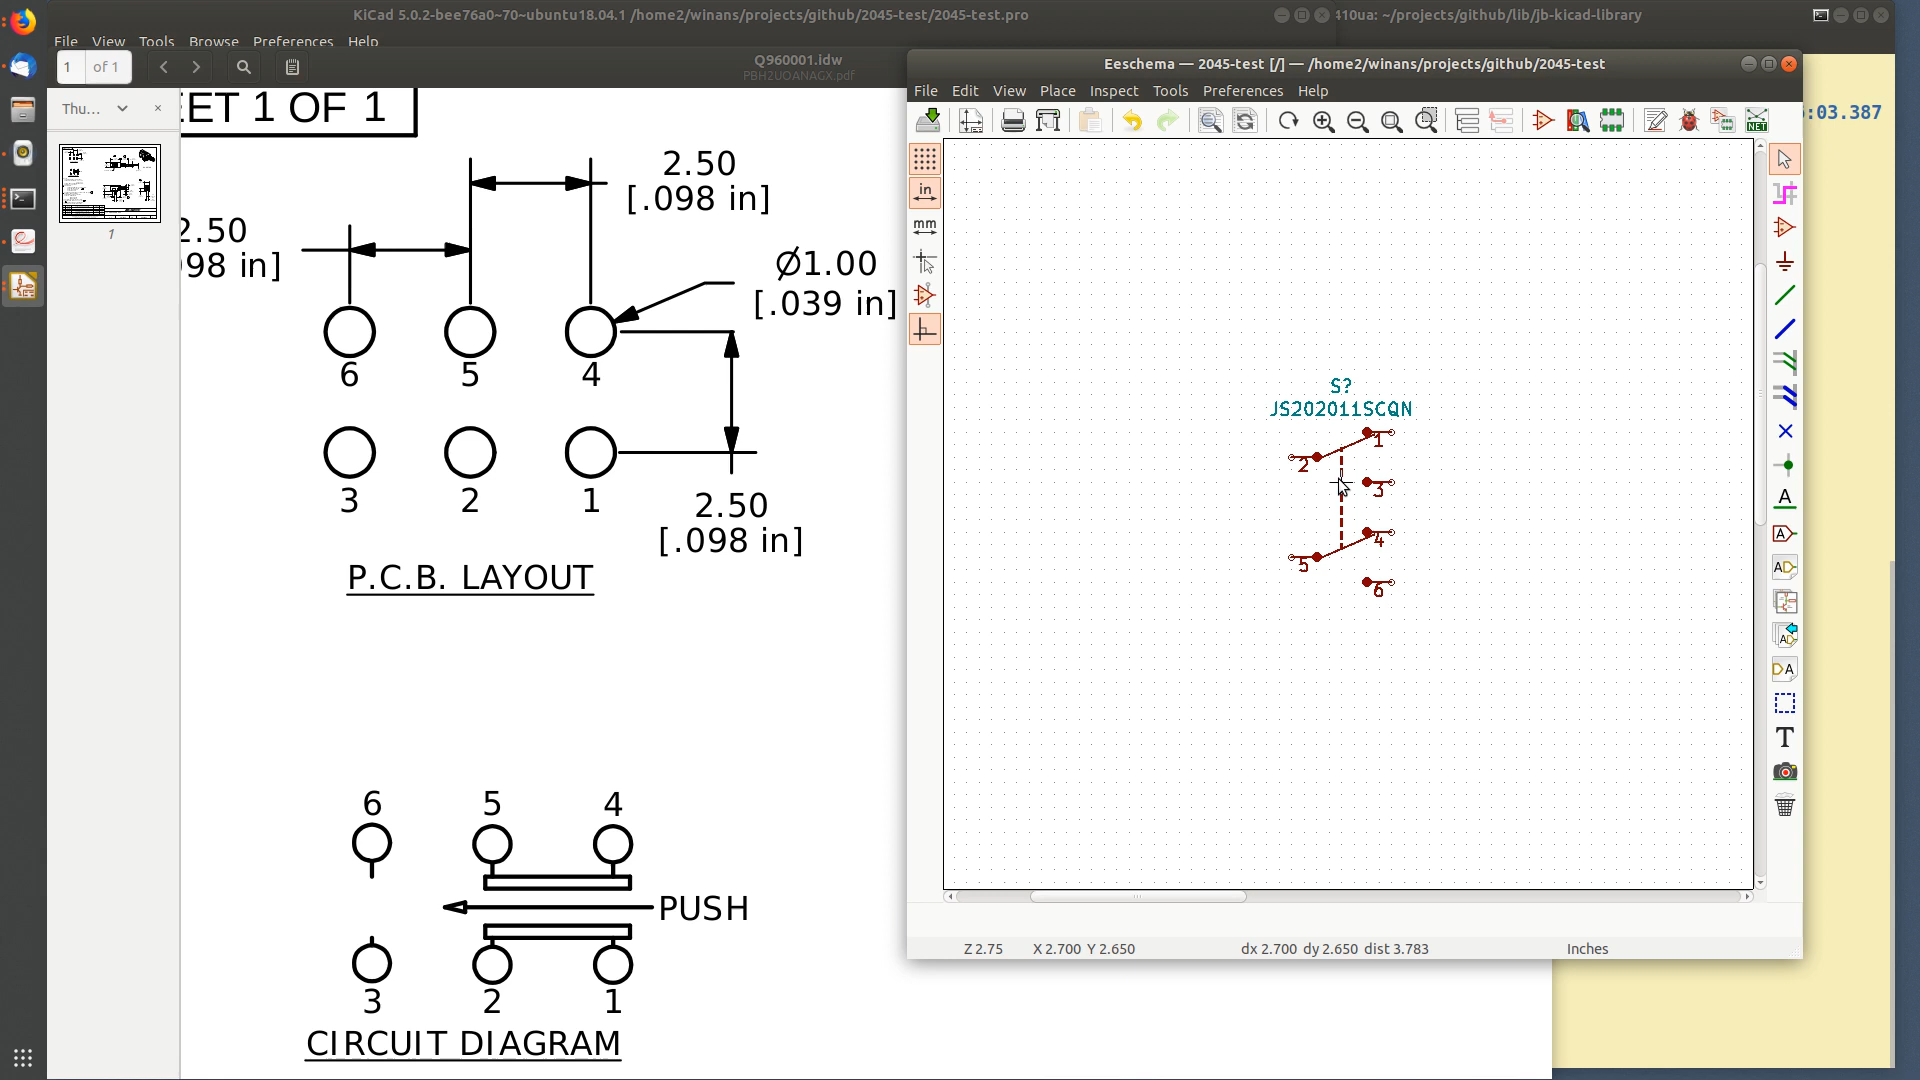 KiCad 5.0.2-bee76a0~70~ubuntu18.04.1 /home2/winans/projects/github/2045-test/2045-test.pro
410ua: ~/projects/github/lib/jb-kicad-library
File View Tools Browse Preferences Help
1 of 1
Q960001.idw
PBH2UOANAGX.pdf
Thu...
1
EET 1 OF 1
2.50
[.098 in]
2.50
98 in]
Ø1.00
[.039 in]
6 5 4
3 2 1
2.50
[.098 in]
P.C.B. LAYOUT
6 5 4
PUSH
3 2 1
CIRCUIT DIAGRAM
Eeschema — 2045-test [/] — /home2/winans/projects/github/2045-test
File Edit View Place Inspect Tools Preferences Help
:03.387
NET
in
mm
S?
JS202011SCQN
1
2
3
4
5
6
A
A
A
A
A
T
Z 2.75 X 2.700 Y 2.650 dx 2.700 dy 2.650 dist 3.783 Inches